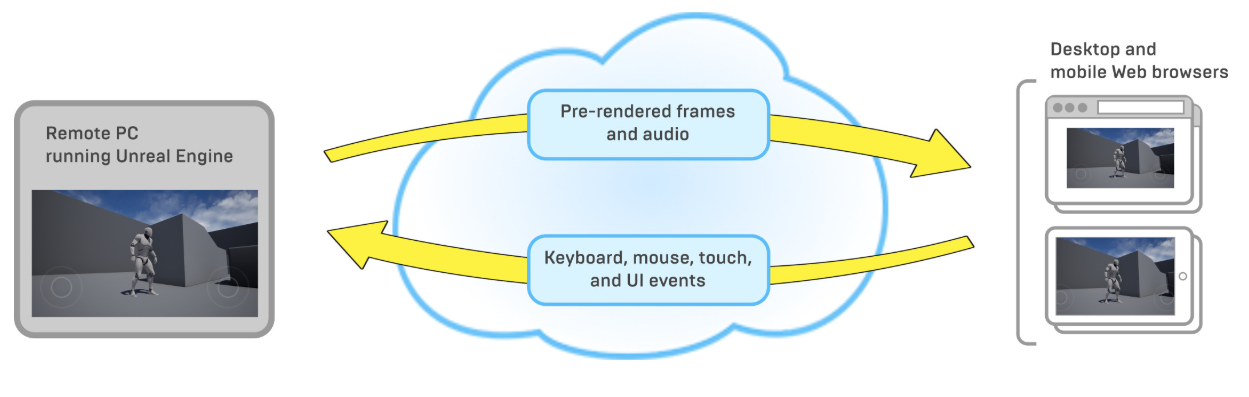 Desktop and
mobile Web browsers
Pre-rendered frames
and audio
Remote PC
running Unreal Engine
Keyboard, mouse, touch,
and UI events